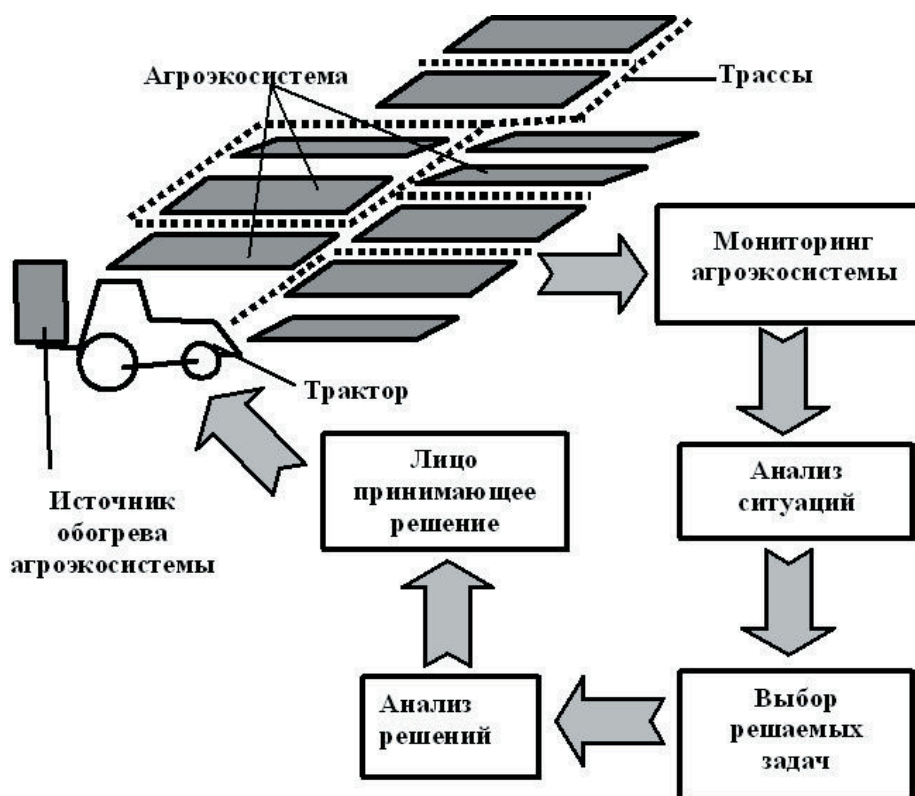 Агроэкосистема
Трассы
Мониторинг
агроэкосистемы
Трактор
Источник
обогрева
агроэкосистемы
Лицо
принимающее
решение
Анализ
ситуаций
Анализ
решений
Выбор
решаемых
задач